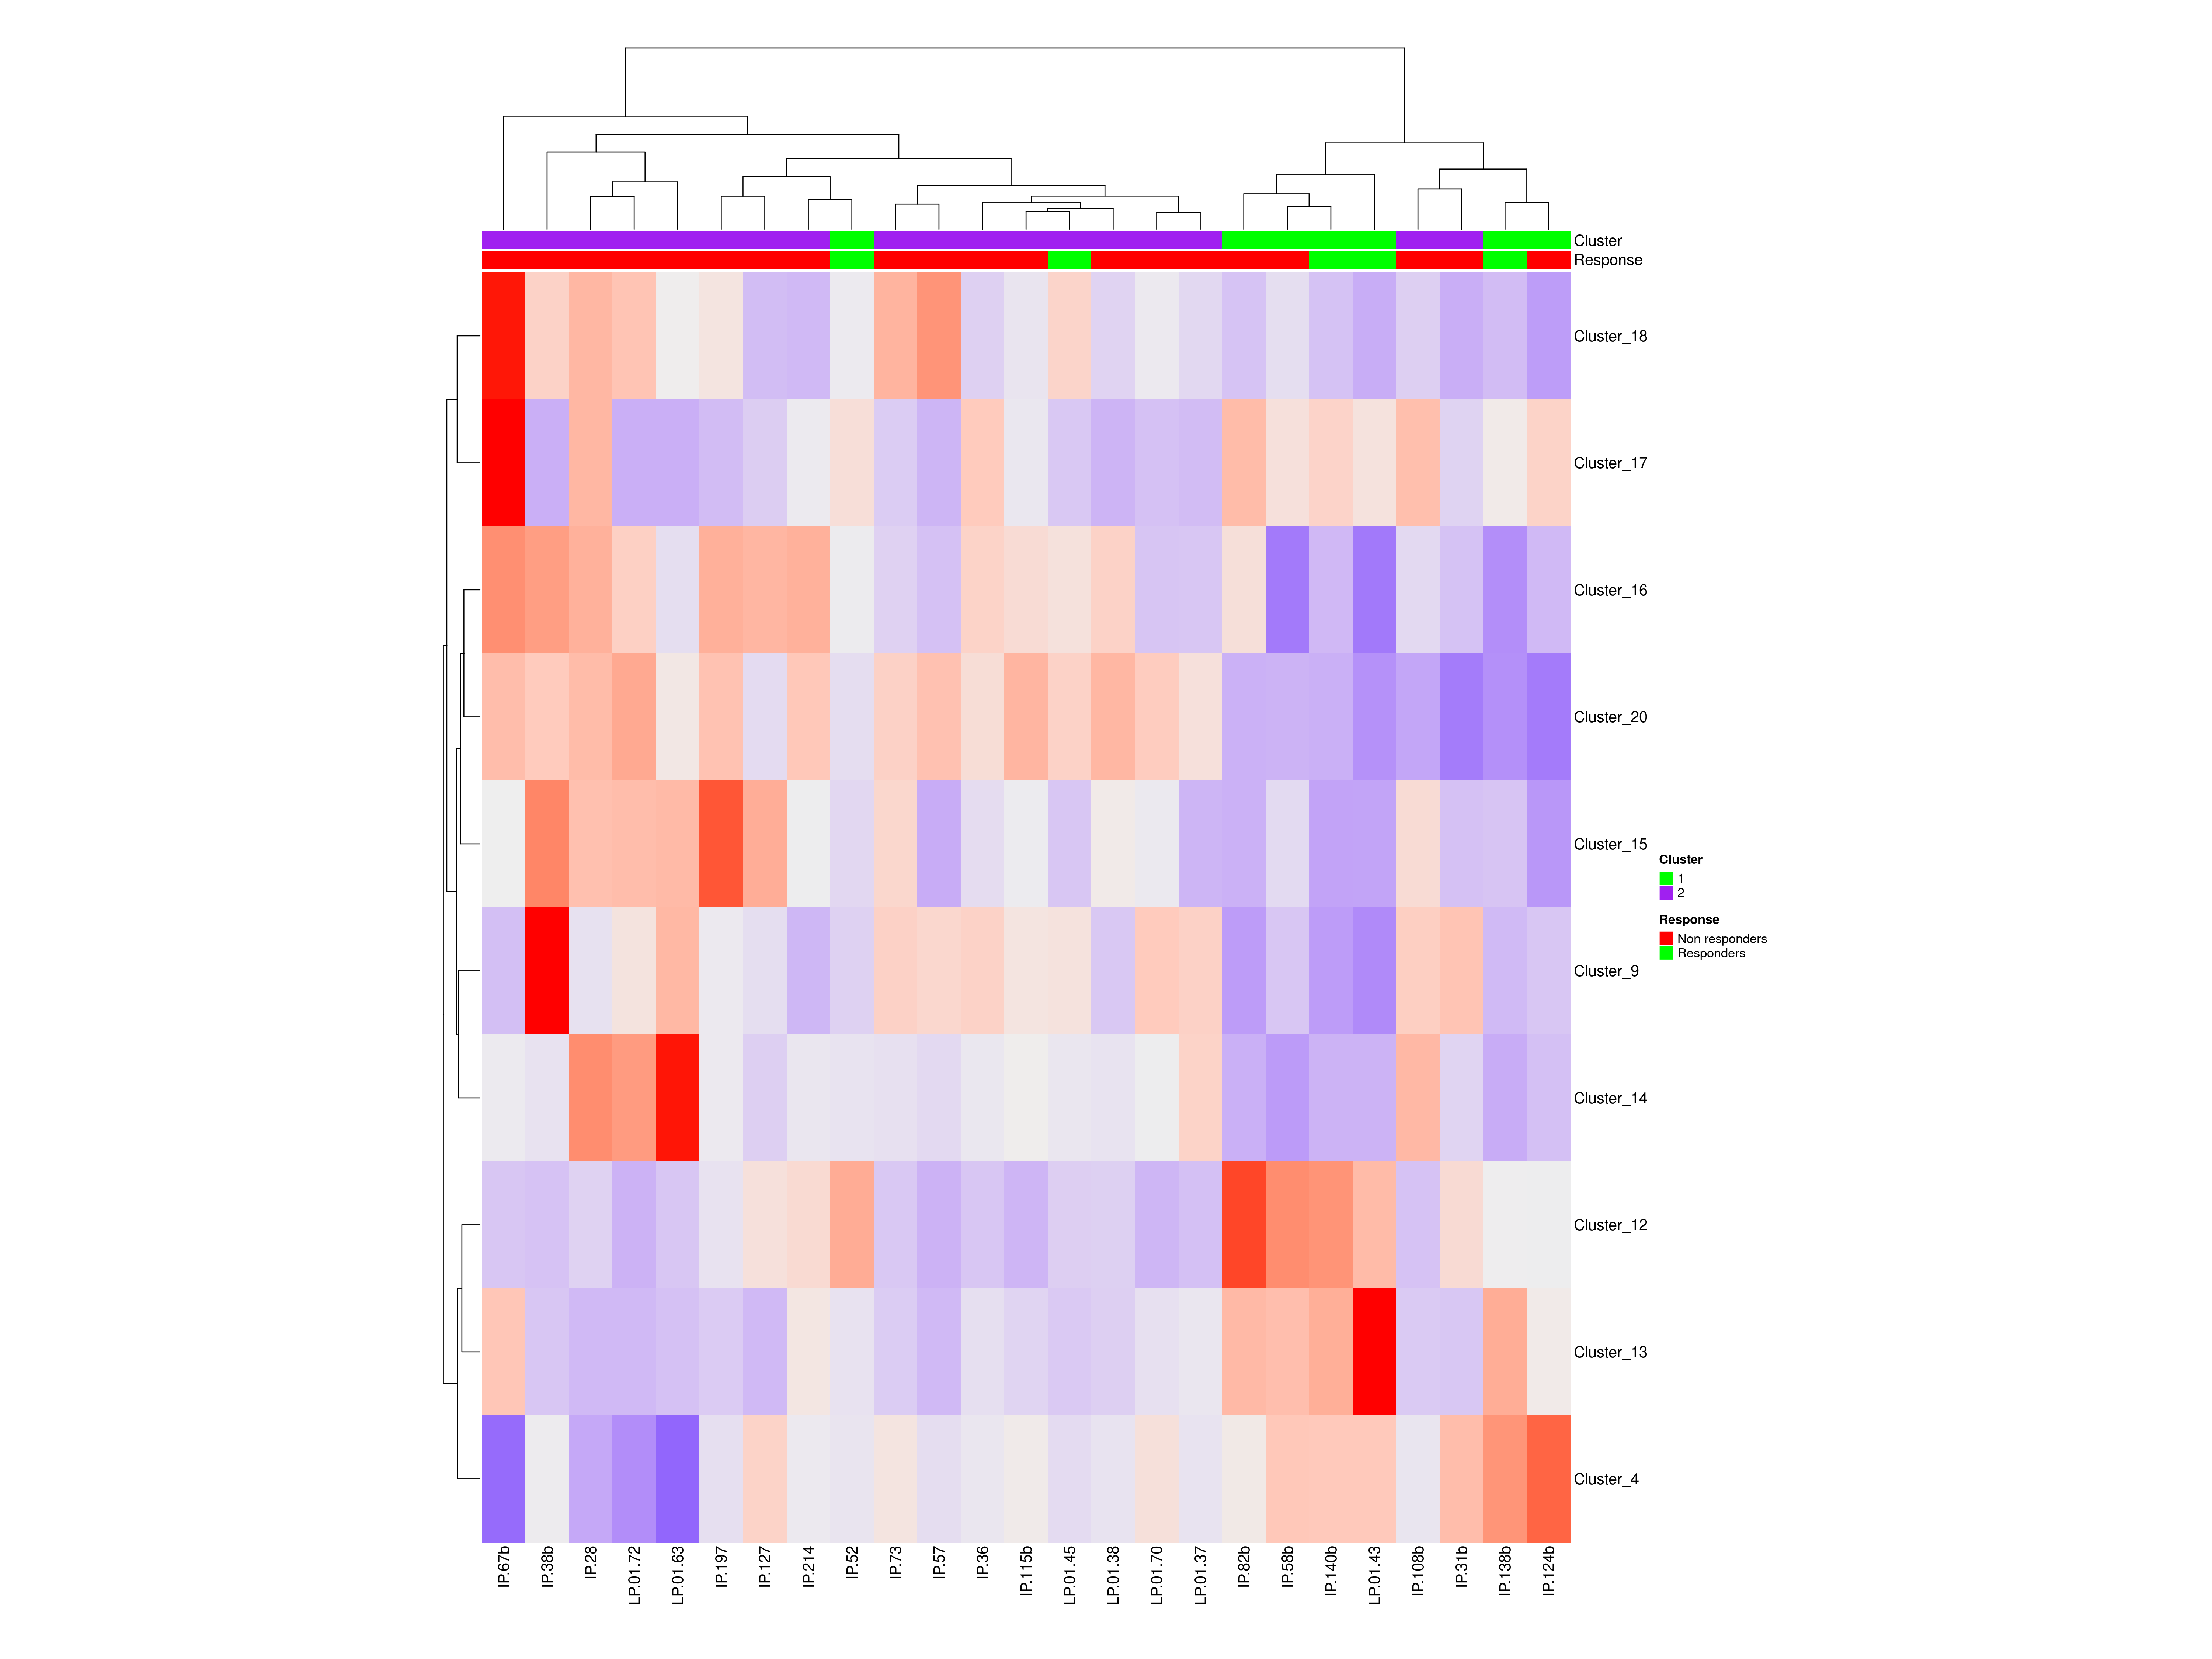 Cluster
Response
Cluster_18
Cluster_17
Cluster_16
Cluster_20
Cluster_15
Cluster_9
Cluster_14
Cluster_12
Cluster_13
Cluster_4
Cluster
1
2
Response
Non responders
Responders
IP.67b
IP.38b
IP.28
LP.01.72
LP.01.63
IP.197
IP.127
IP.214
IP.52
IP.73
IP.57
IP.36
IP.115b
LP.01.45
LP.01.38
LP.01.70
LP.01.37
IP.82b
IP.58b
IP.140b
LP.01.43
IP.108b
IP.31b
IP.138b
IP.124b